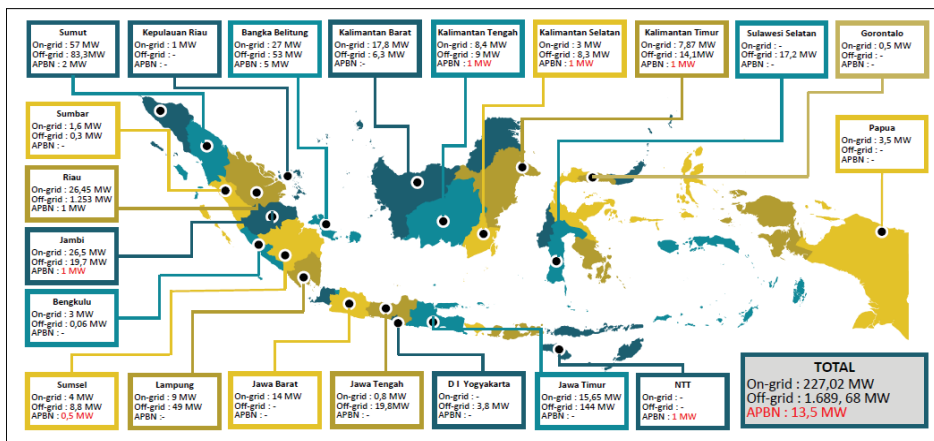 Sumut
On-grid : 57 MW
Off-grid : 83,3MW
APBN : 2 MW
Kepulauan Riau
On-grid : 1 MW
Off-grid : -
APBN : -
Bangka Belitung
On-grid : 27 MW
Off-grid : 53 MW
APBN : 5 MW
Kalimantan Barat
On-grid : 17,8 MW
Off-grid : 6,3 MW
APBN : -
Kalimantan Tengah
On-grid : 8,4 MW
Off-grid : 9 MW
APBN : 1 MW
Kalimantan Selatan
On-grid : 3 MW
Off-grid : 8,3 MW
APBN : 1 MW
Kalimantan Timur
On-grid : 7,87 MW
Off-grid : 14,1MW
APBN : 1 MW
Sulawesi Selatan
On-grid : -
Off-grid : 17,2 MW
APBN : -
Gorontalo
On-grid : 0,5 MW
Off-grid : -
APBN : -
Sumbar
On-grid : 1,6 MW
Off-grid : 0,3 MW
APBN : -
Papua
On-grid : 3,5 MW
Off-grid : -
APBN : -
Riau
On-grid : 26,45 MW
Off-grid : 1.253 MW
APBN : 1 MW
Jambi
On-grid : 26,5 MW
Off-grid : 19,7 MW
APBN : 1 MW
Bengkulu
On-grid : 3 MW
Off-grid : 0,06 MW
APBN : -
Sumsel
On-grid : 4 MW
Off-grid : 8,8 MW
APBN : 0,5 MW
Lampung
On-grid : 9 MW
Off-grid : 49 MW
APBN : -
Jawa Barat
On-grid : 14 MW
Off-grid : -
APBN : -
Jawa Tengah
On-grid : 0,8 MW
Off-grid : 19,8MW
APBN : -
D I Yogyakarta
On-grid : -
Off-grid : 3,8 MW
APBN : -
Jawa Timur
On-grid : 15,65 MW
Off-grid : 144 MW
APBN : -
NTT
On-grid : -
Off-grid : -
APBN : 1 MW
TOTAL
On-grid : 227,02 MW
Off-grid : 1.689, 68 MW
APBN : 13,5 MW